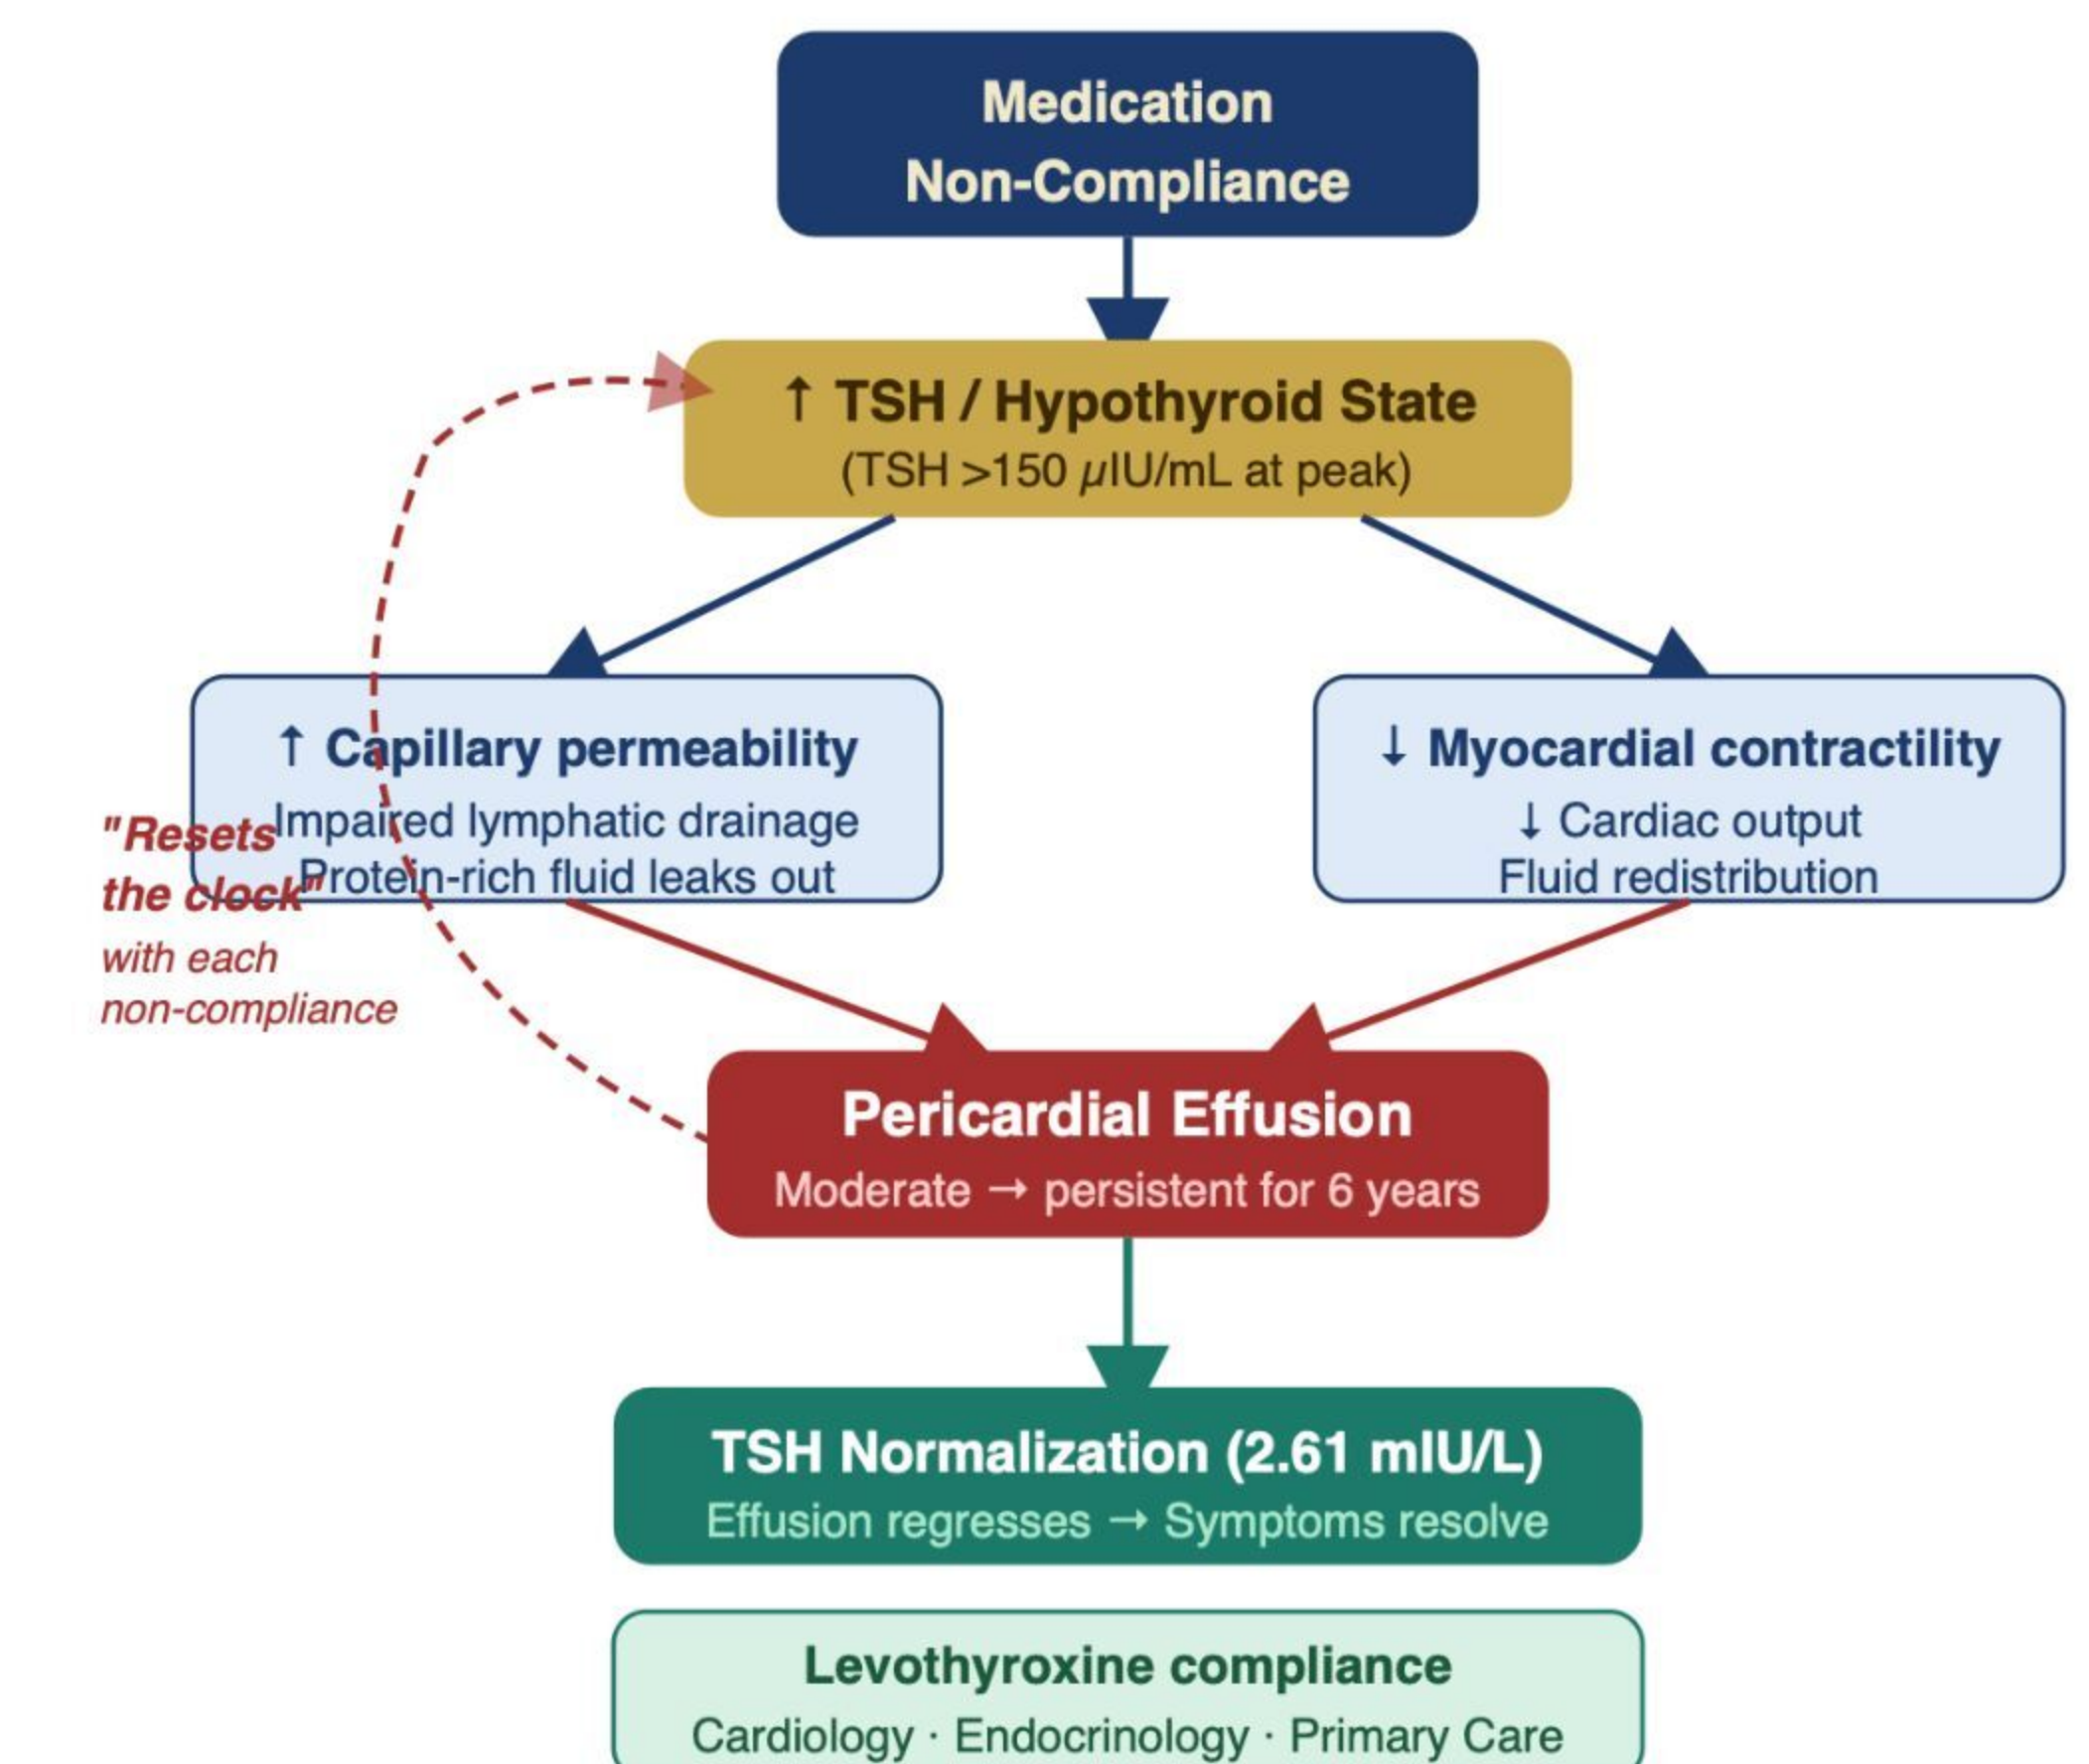 Medication
Non-Compliance
↑ TSH / Hypothyroid State
(TSH >150 µIU/mL at peak)
↑ Capillary permeability
Impaired lymphatic drainage
Protein-rich fluid leaks out
↓ Myocardial contractility
↓ Cardiac output
Fluid redistribution
"Resets
the clock"
with each
non-compliance
Pericardial Effusion
Moderate → persistent for 6 years
TSH Normalization (2.61 mIU/L)
Effusion regresses → Symptoms resolve
Levothyroxine compliance
Cardiology · Endocrinology · Primary Care